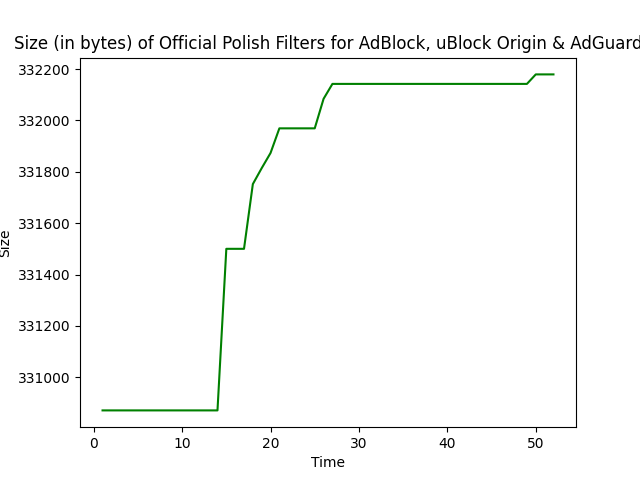 Size (in bytes) of Official Polish Filters for AdBlock, uBlock Origin & AdGuard
332200
332000
331800
331600
331400
331200
331000
Size
0 10 20 30 40 50
Time